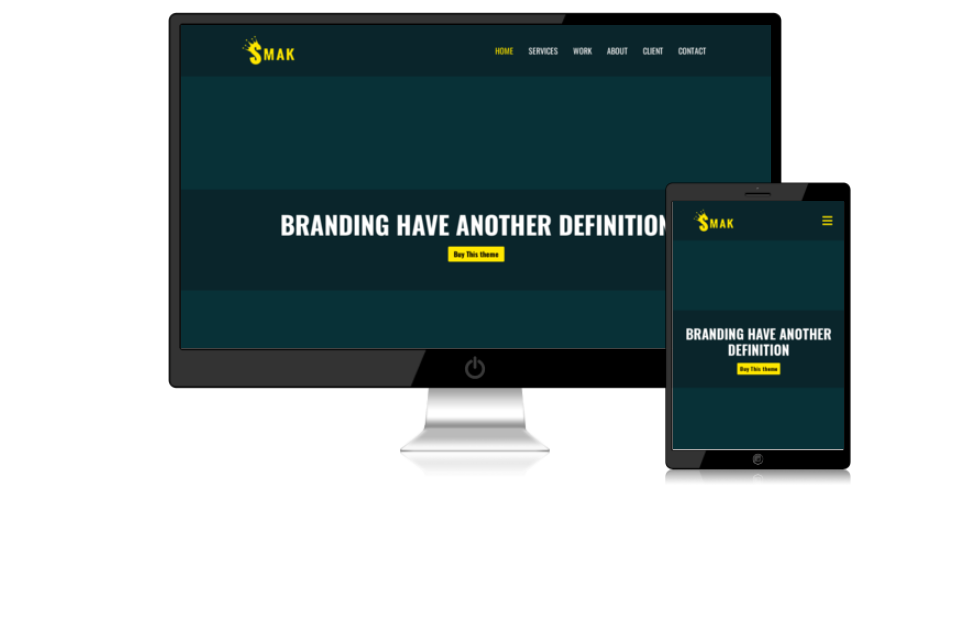 SMAK
HOME SERVICES WORK ABOUT CLIENT CONTACT
BRANDING HAVE ANOTHER DEFINITION
Buy This theme
SMAK
BRANDING HAVE ANOTHER
DEFINITION
Buy This theme